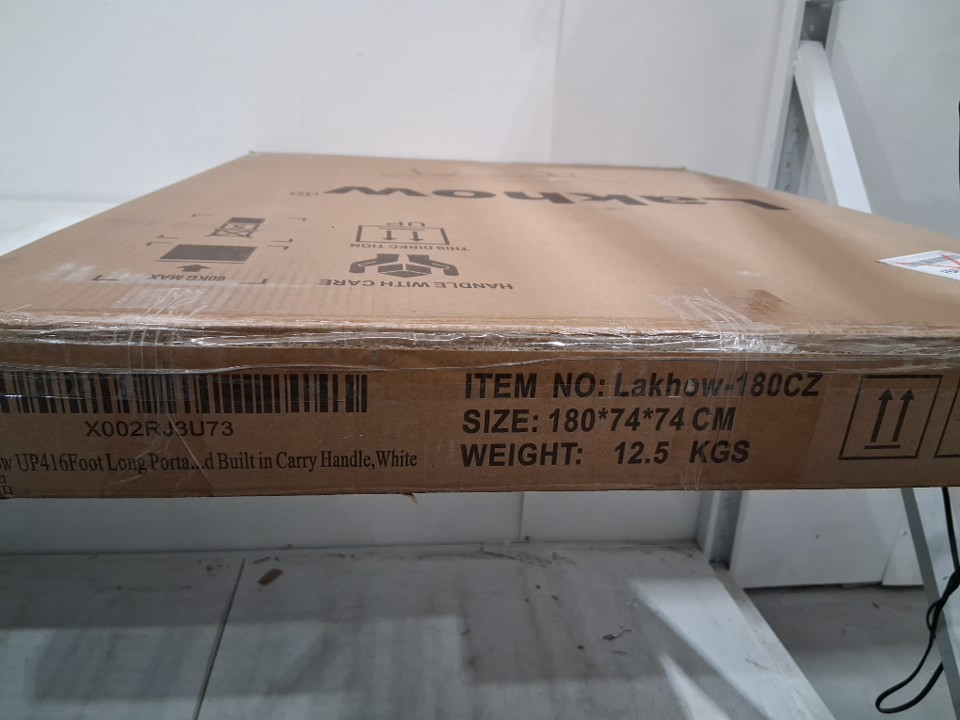 Lakhow ®
UP
THIS DIRECTION
60KG MAX
HANDLE WITH CARE
ITEM NO: Lakhow-180CZ
SIZE: 180*74*74 CM
WEIGHT: 12.5 KGS
X002RJ3U73
UP416Foot Long Porta...d Built in Carry Handle,White